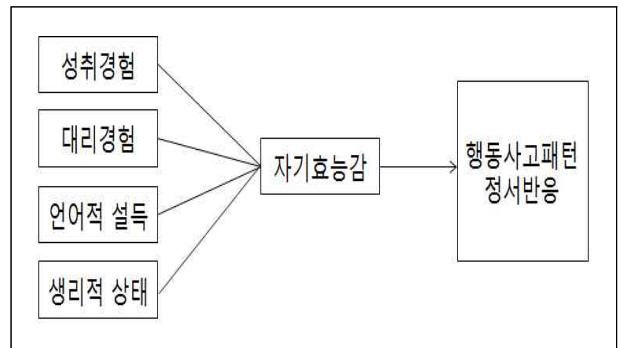 성취경험
대리경험
언어적 설득
생리적 상태
자기효능감
행동사고패턴
정서반응